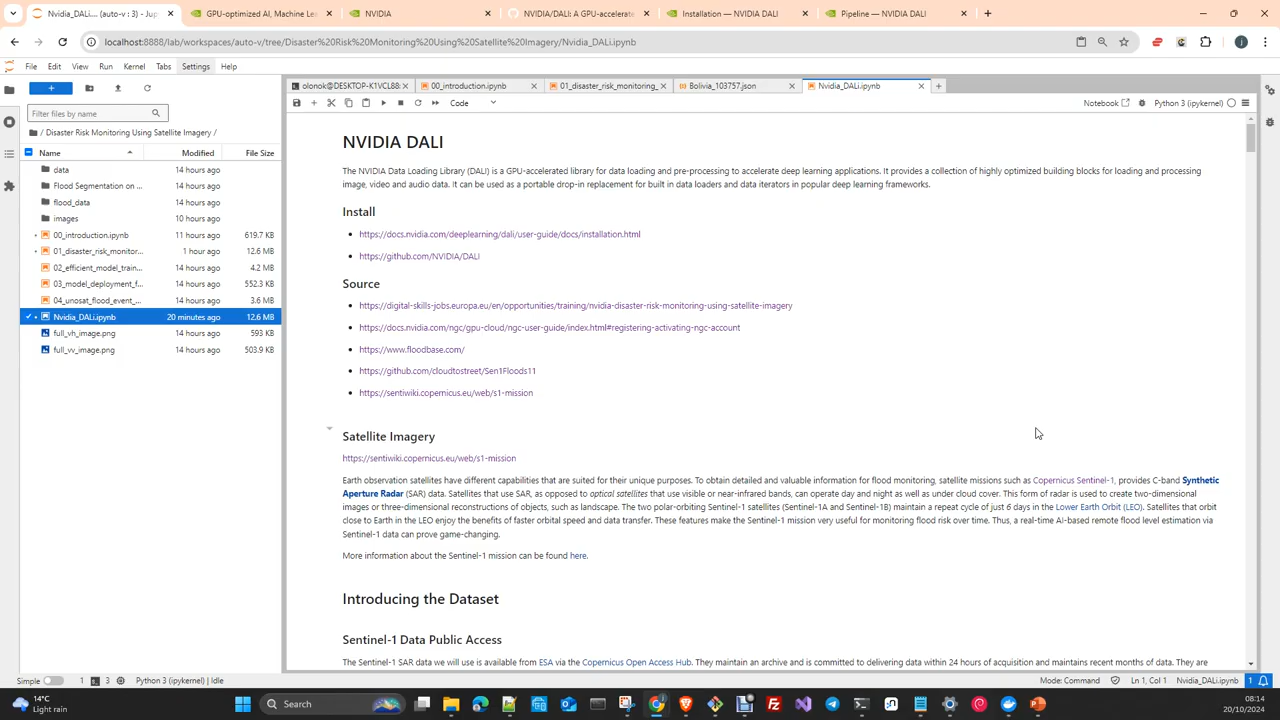 Nvidia_DALi.... (auto-v : 3) - Jup
GPU-optimized AI, Machine Le
NVIDIA
NVIDIA/DALI: A GPU-accelerate
Installation — NVIDIA DALI
Pipeline — NVIDIA DALI
localhost:8888/lab/workspaces/auto-v/tree/Disaster%20Risk%20Monitoring%20Using%20Satellite%20Imagery/Nvidia_DALi.ipynb
File Edit View Run Kernel Tabs Settings Help
olonok@DESKTOP-K1VCL88:
00_introduction.ipynb
01_disaster_risk_monitoring_
Bolivia_103757.json
Nvidia_DALi.ipynb
Code
Notebook
Python 3 (ipykernel)
Filter files by name
/ Disaster Risk Monitoring Using Satellite Imagery /
Name Modified File Size
data 14 hours ago
Flood Segmentation on ... 14 hours ago
flood_data 14 hours ago
images 10 hours ago
00_introduction.ipynb 11 hours ago 619.7 KB
01_disaster_risk_monitor... 1 hour ago 12.6 MB
02_efficient_model_train... 14 hours ago 4.2 MB
03_model_deployment_f... 14 hours ago 552.3 KB
04_unosat_flood_event_... 14 hours ago 3.6 MB
Nvidia_DALi.ipynb 20 minutes ago 12.6 MB
full_vh_image.png 14 hours ago 593 KB
full_vv_image.png 14 hours ago 503.9 KB
NVIDIA DALI
The NVIDIA Data Loading Library (DALI) is a GPU-accelerated library for data loading and pre-processing to accelerate deep learning applications. It provides a collection of highly optimized building blocks for loading and processing
image, video and audio data. It can be used as a portable drop-in replacement for built in data loaders and data iterators in popular deep learning frameworks.
Install
https://docs.nvidia.com/deeplearning/dali/user-guide/docs/installation.html
https://github.com/NVIDIA/DALI
Source
https://digital-skills-jobs.europa.eu/en/opportunities/training/nvidia-disaster-risk-monitoring-using-satellite-imagery
https://docs.nvidia.com/ngc/gpu-cloud/ngc-user-guide/index.html#registering-activating-ngc-account
https://www.floodbase.com/
https://github.com/cloudtostreet/Sen1Floods11
https://sentiwiki.copernicus.eu/web/s1-mission
Satellite Imagery
https://sentiwiki.copernicus.eu/web/s1-mission
Earth observation satellites have different capabilities that are suited for their unique purposes. To obtain detailed and valuable information for flood monitoring, satellite missions such as Copernicus Sentinel-1, provides C-band Synthetic
Aperture Radar (SAR) data. Satellites that use SAR, as opposed to optical satellites that use visible or near-infrared bands, can operate day and night as well as under cloud cover. This form of radar is used to create two-dimensional
images or three-dimensional reconstructions of objects, such as landscape. The two polar-orbiting Sentinel-1 satellites (Sentinel-1A and Sentinel-1B) maintain a repeat cycle of just 6 days in the Lower Earth Orbit (LEO). Satellites that orbit
close to Earth in the LEO enjoy the benefits of faster orbital speed and data transfer. These features make the Sentinel-1 mission very useful for monitoring flood risk over time. Thus, a real-time AI-based remote flood level estimation via
Sentinel-1 data can prove game-changing.
More information about the Sentinel-1 mission can be found here.
Introducing the Dataset
Sentinel-1 Data Public Access
The Sentinel-1 SAR data we will use is available from ESA via the Copernicus Open Access Hub. They maintain an archive and is committed to delivering data within 24 hours of acquisition and maintains recent months of data. They are
Simple 1 3 Python 3 (ipykernel) | Idle
Mode: Command Ln 1, Col 1 Nvidia_DALi.ipynb 1
14°C
Light rain
Search
08:14
20/10/2024